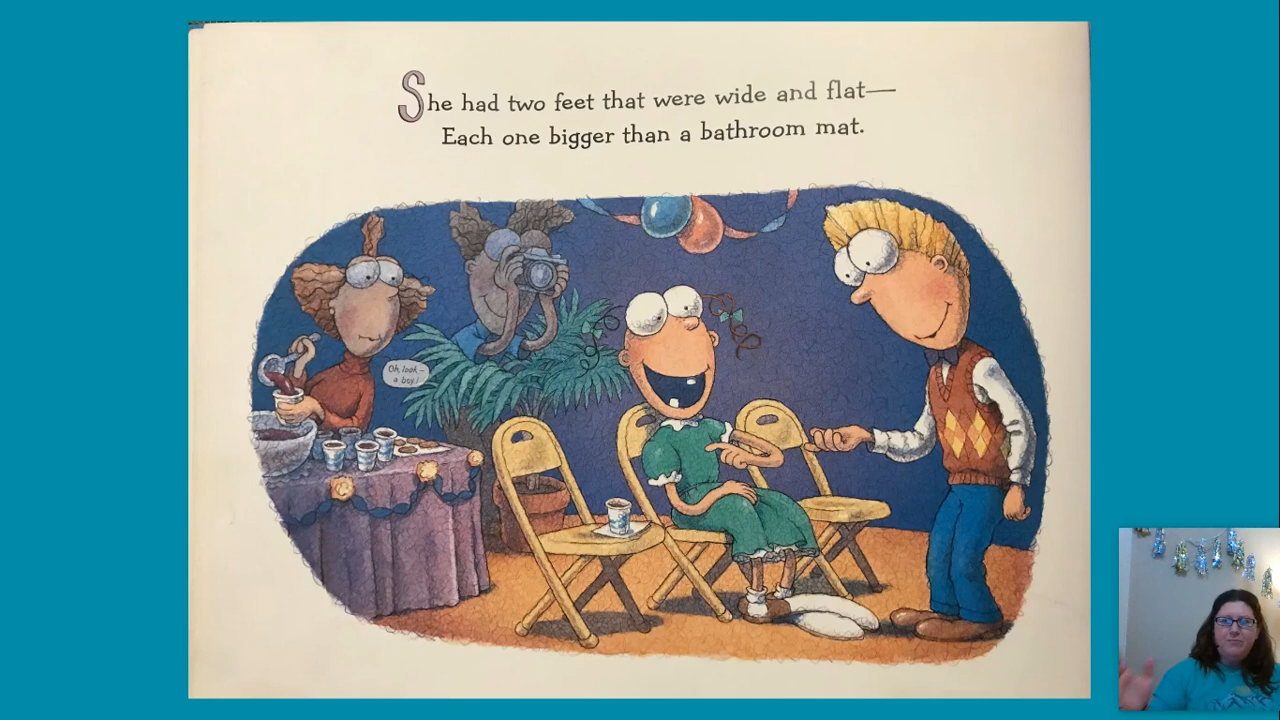 She had two feet that were wide and flat—
Each one bigger than a bathroom mat.
Oh, look –
a boy!